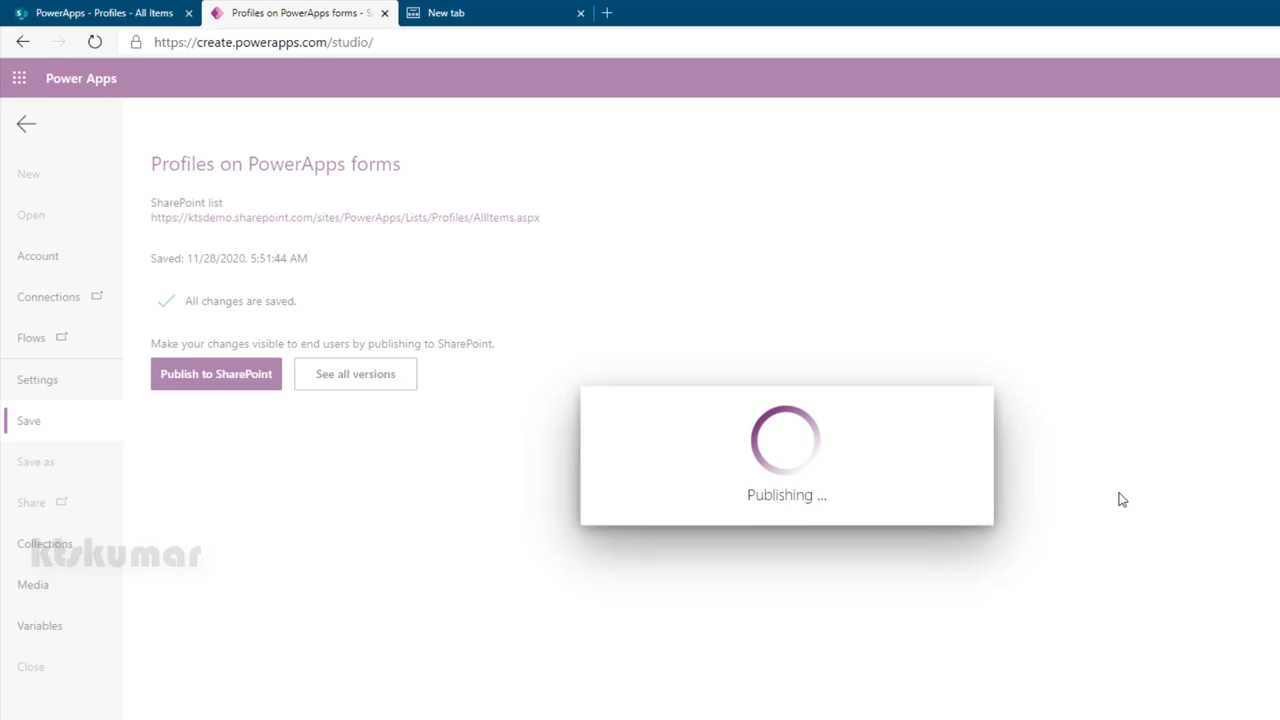 PowerApps - Profiles - All Items
Profiles on PowerApps forms - S
New tab
https://create.powerapps.com/studio/
Power Apps
New
Open
Account
Connections
Flows
Settings
Save
Save as
Share
Collections
Media
Variables
Close
Profiles on PowerApps forms
SharePoint list
https://ktsdemo.sharepoint.com/sites/PowerApps/Lists/Profiles/AllItems.aspx
Saved: 11/28/2020, 5:51:44 AM
All changes are saved.
Make your changes visible to end users by publishing to SharePoint.
Publish to SharePoint
See all versions
Publishing ...
ktskumar